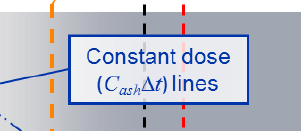 Constant dose
(C_ashΔt) lines